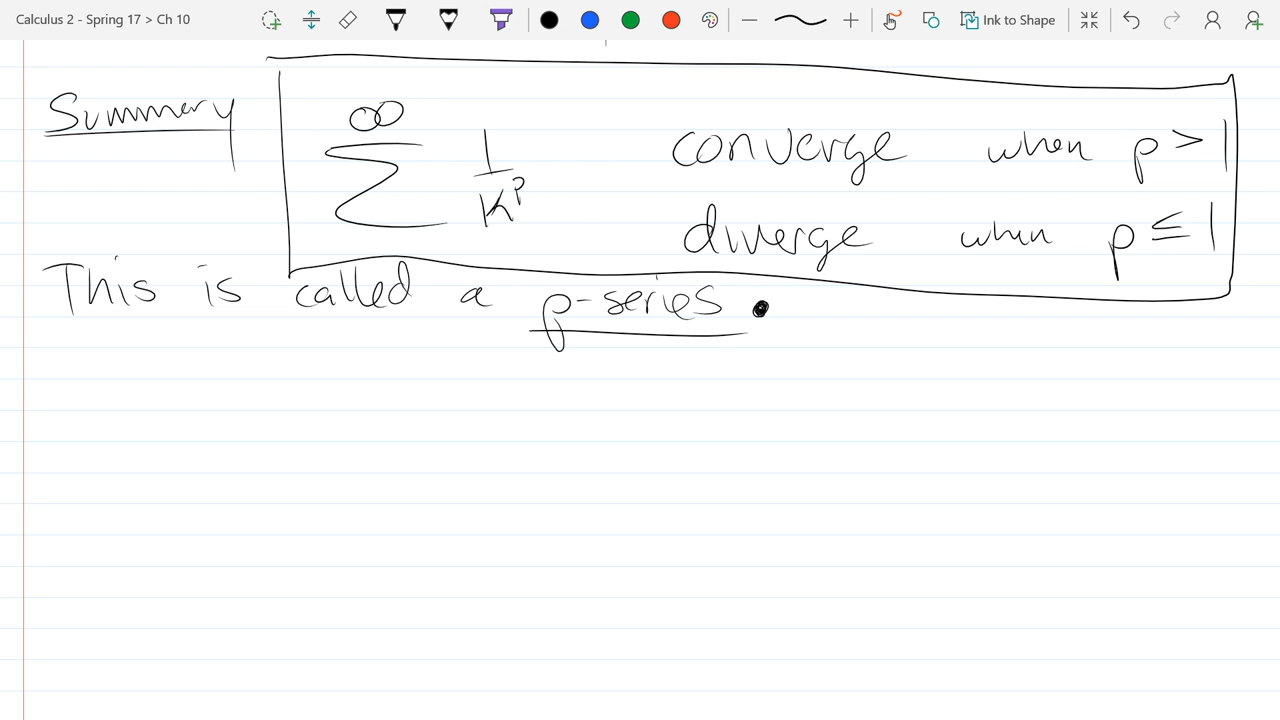 Calculus 2 - Spring 17 > Ch 10
Ink to Shape
Summary
∞
∑ 1/K^p converge when p > 1
diverge when p ≤ 1
This is called a p-series.